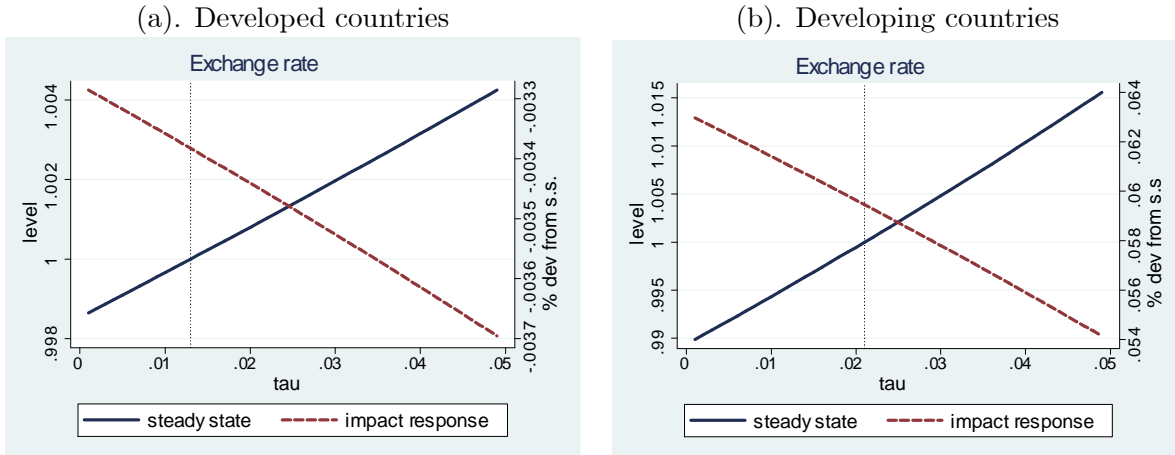 (a). Developed countries
Exchange rate
level
.998 1 1.002 1.004
-.0037 -.0036 -.0035 -.0034 -.0033
% dev from s.s.
0 .01 .02 .03 .04 .05
tau
steady state impact response
(b). Developing countries
Exchange rate
level
.99 .995 1 1.005 1.01 1.015
.054 .056 .058 .06 .062 .064
% dev from s.s
0 .01 .02 .03 .04 .05
tau
steady state impact response